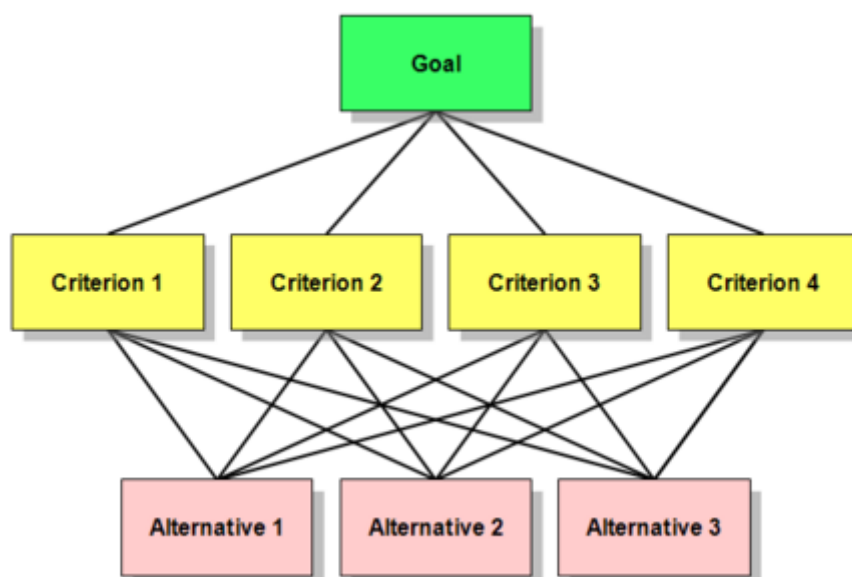 Goal
Criterion 1
Criterion 2
Criterion 3
Criterion 4
Alternative 1
Alternative 2
Alternative 3